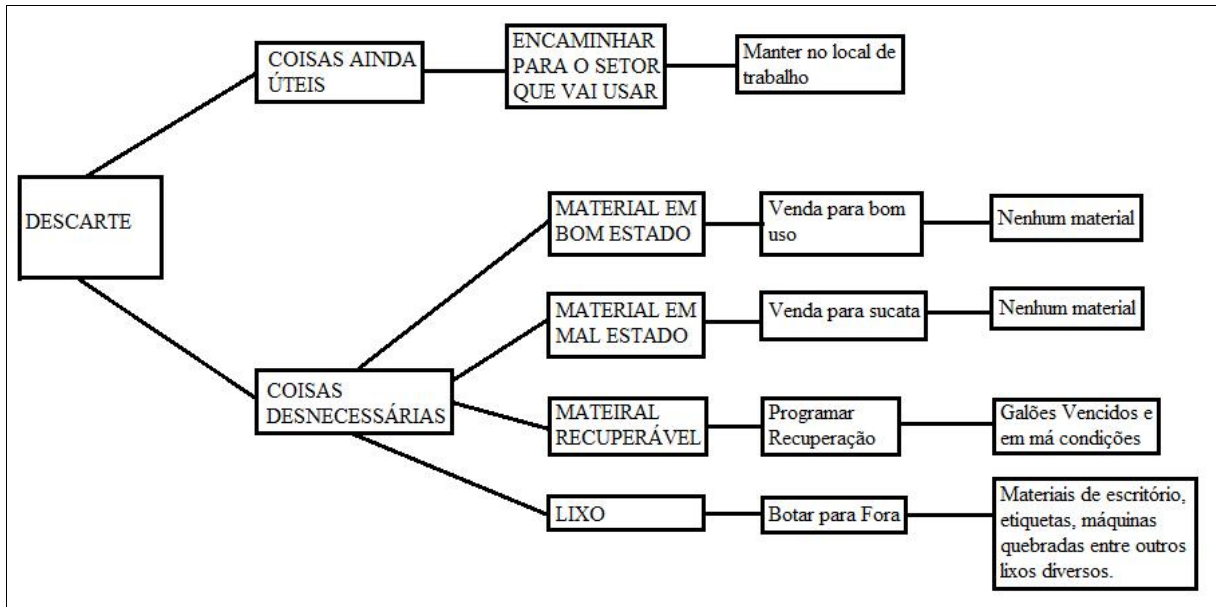 COISAS AINDA
ÚTEIS
ENCAMINHAR
PARA O SETOR
QUE VAI USAR
Manter no local de
trabalho
DESCARTE
MATERIAL EM
BOM ESTADO
Venda para bom
uso
Nenhum material
MATERIAL EM
MAL ESTADO
Venda para sucata
Nenhum material
COISAS
DESNECESSÁRIAS
MATEIRAL
RECUPERÁVEL
Programar
Recuperação
Galões Vencidos e
em má condições
LIXO
Botar para Fora
Materiais de escritório,
etiquetas, máquinas
quebradas entre outros
lixos diversos.